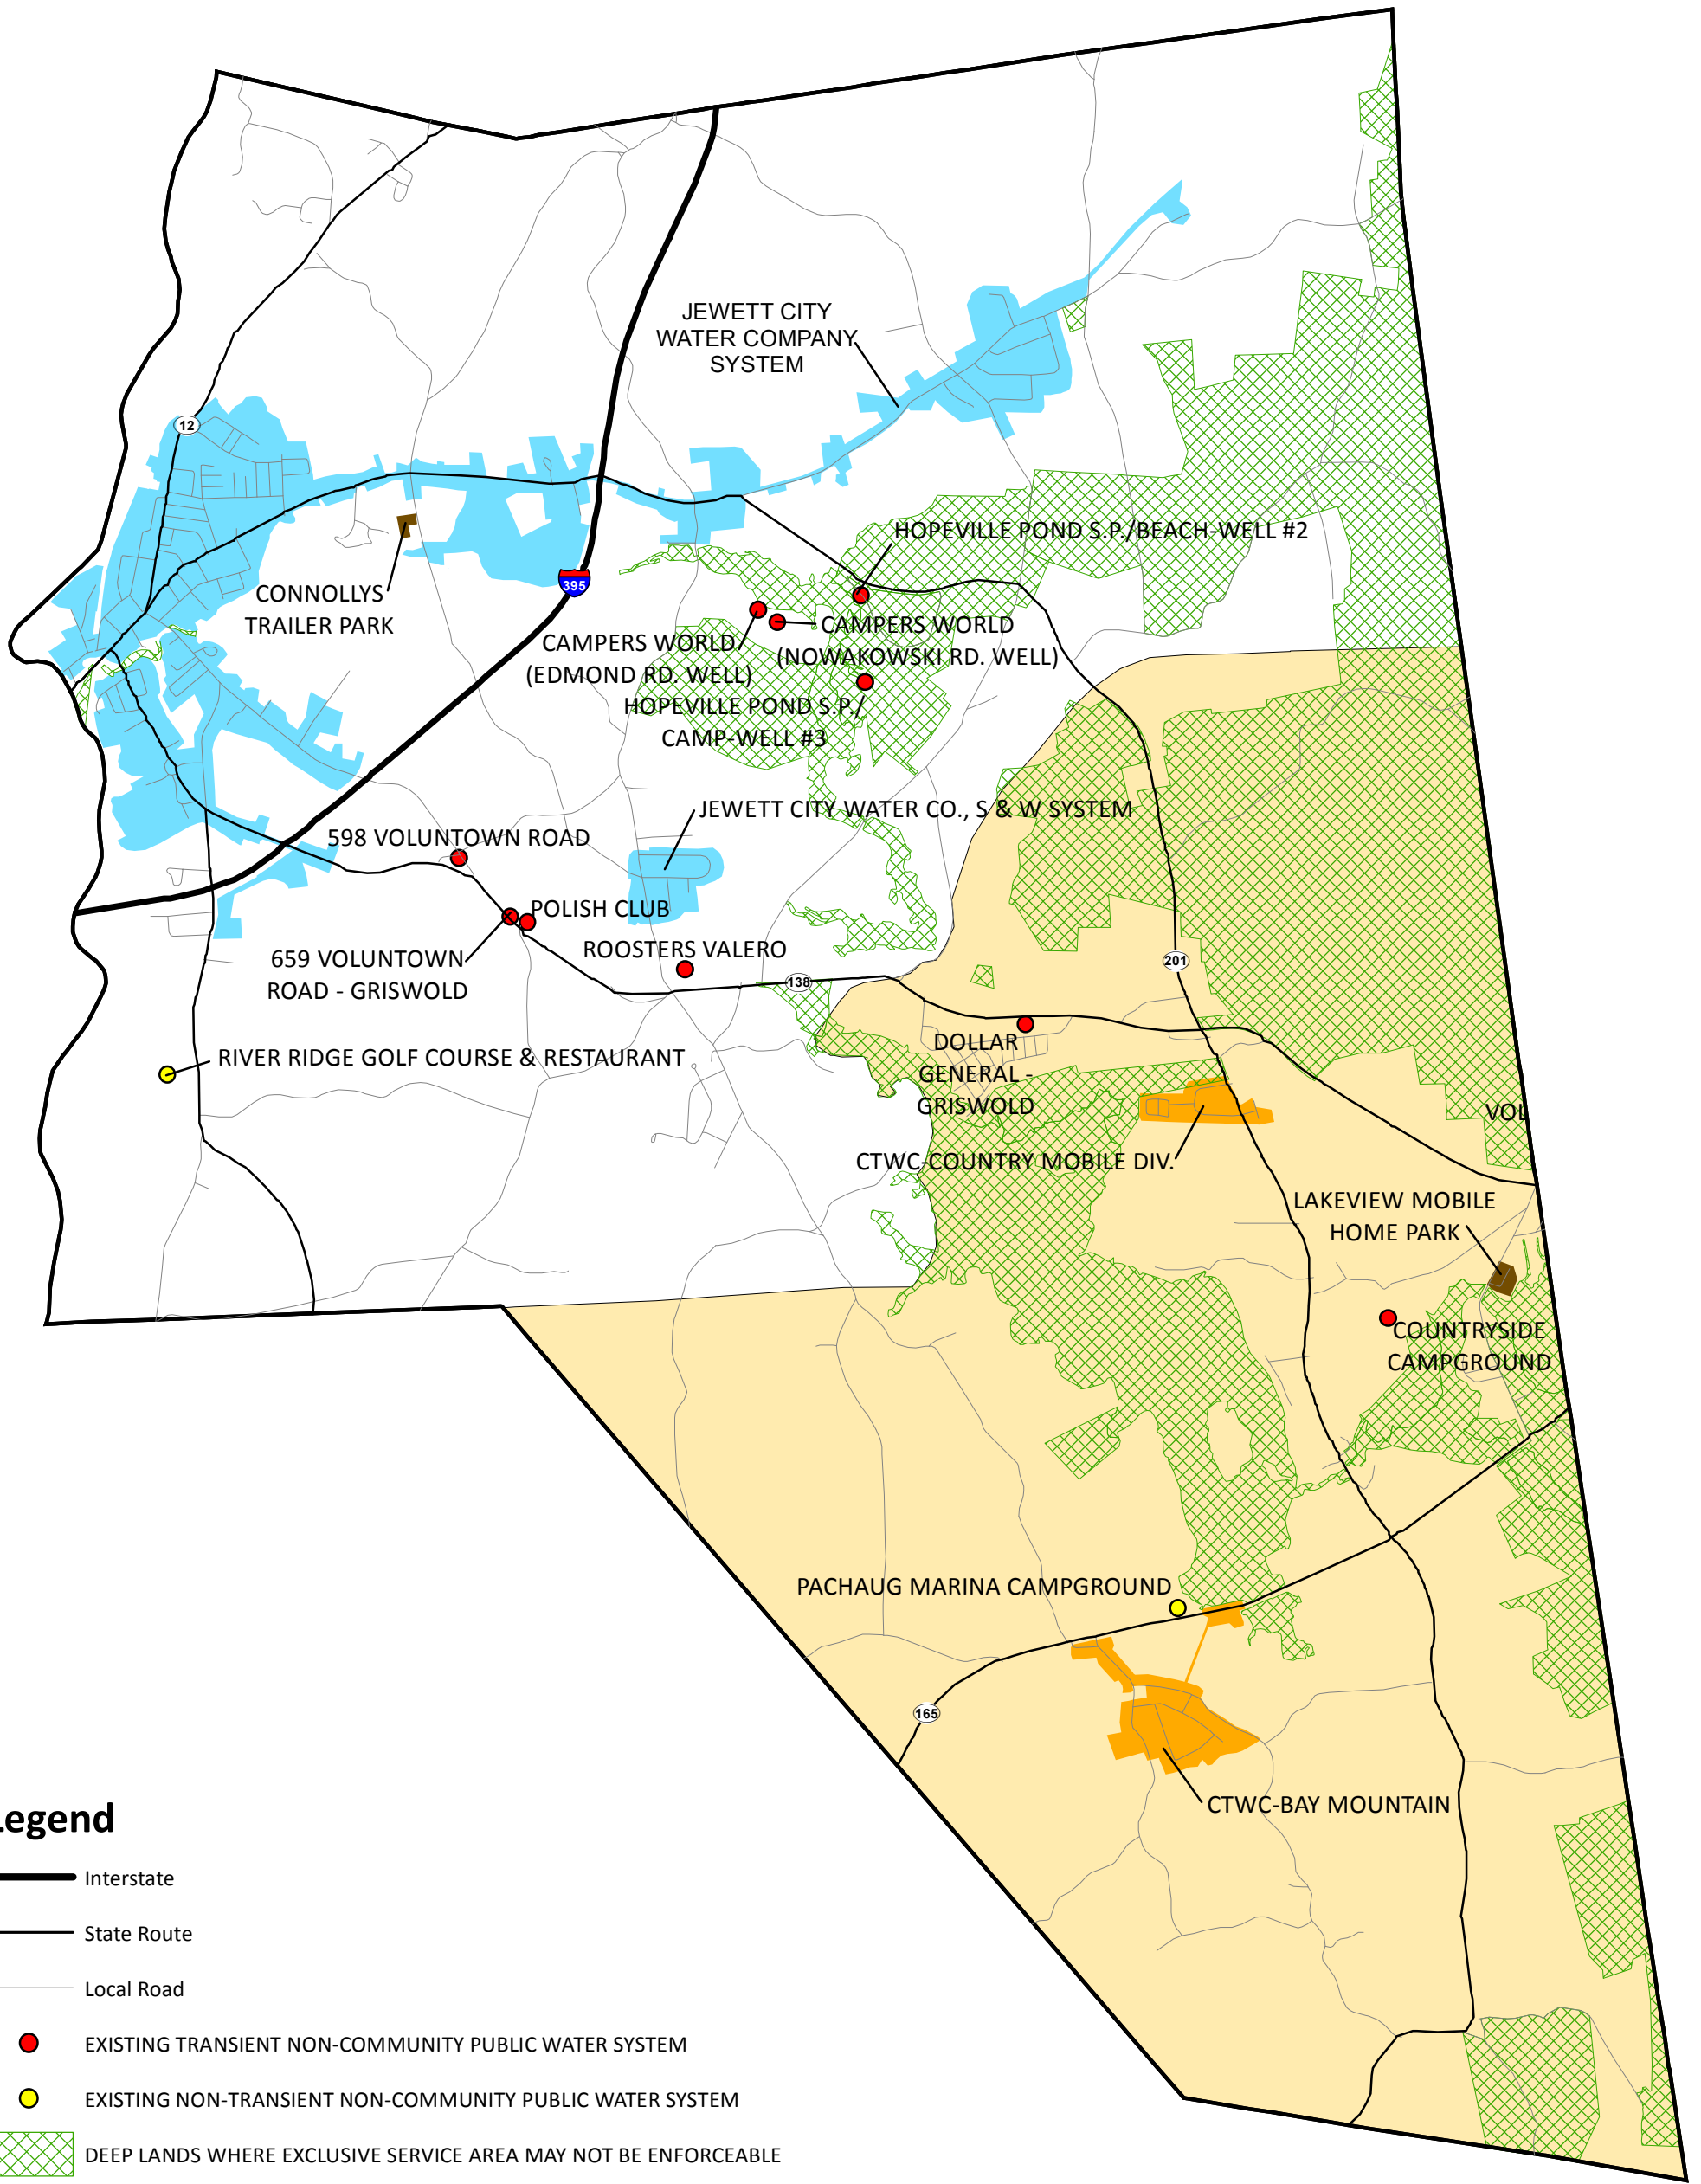 JEWETT CITY
WATER COMPANY
SYSTEM
12
HOPEVILLE POND S.P./BEACH-WELL #2
395
CONNOLLYS
TRAILER PARK
CAMPERS WORLD
(NOWAKOWSKI RD. WELL)
CAMPERS WORLD
(EDMOND RD. WELL)
HOPEVILLE POND S.P./
CAMP-WELL #3
JEWETT CITY WATER CO., S & W SYSTEM
598 VOLUNTOWN ROAD
POLISH CLUB
659 VOLUNTOWN
ROAD - GRISWOLD
ROOSTERS VALERO
201
138
DOLLAR
GENERAL -
GRISWOLD
RIVER RIDGE GOLF COURSE & RESTAURANT
VOL
CTWC-COUNTRY MOBILE DIV.
LAKEVIEW MOBILE
HOME PARK
COUNTRYSIDE
CAMPGROUND
PACHAUG MARINA CAMPGROUND
165
CTWC-BAY MOUNTAIN
Legend
Interstate
State Route
Local Road
EXISTING TRANSIENT NON-COMMUNITY PUBLIC WATER SYSTEM
EXISTING NON-TRANSIENT NON-COMMUNITY PUBLIC WATER SYSTEM
DEEP LANDS WHERE EXCLUSIVE SERVICE AREA MAY NOT BE ENFORCEABLE